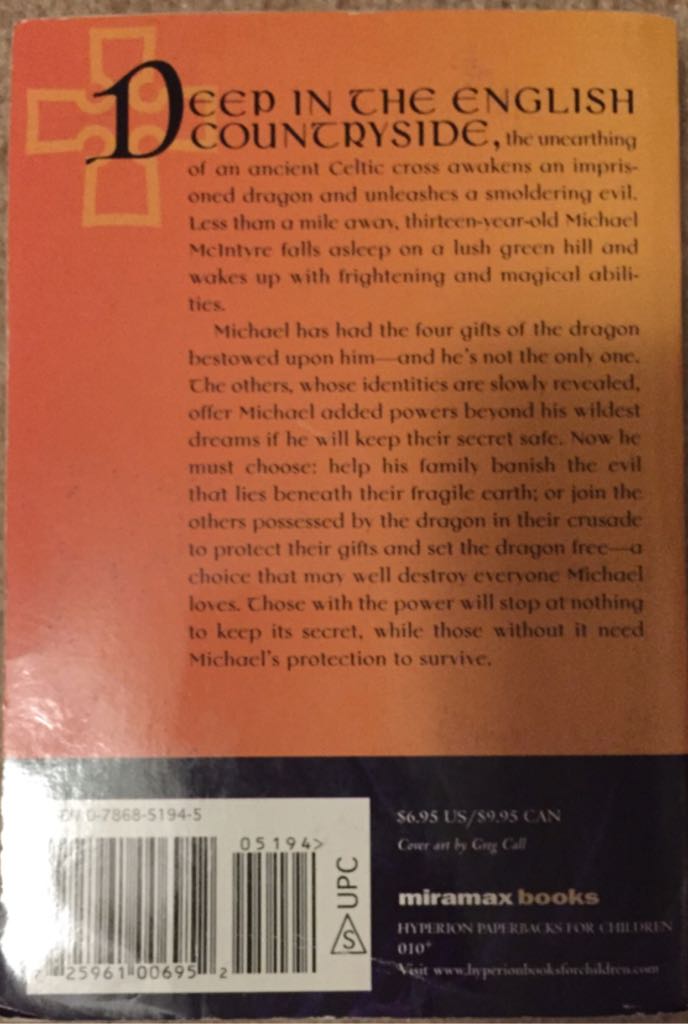 DEEP IN THE ENGLISH
COUNTRYSIDE, the unearthing
of an ancient Celtic cross awakens an impris-
oned dragon and unleashes a smoldering evil.
Less than a mile away, thirteen-year-old Michael
McIntyre falls asleep on a lush green hill and
wakes up with frightening and magical abili-
ties.
Michael has had the four gifts of the dragon
bestowed upon him—and he's not the only one.
The others, whose identities are slowly revealed,
offer Michael added powers beyond his wildest
dreams if he will keep their secret safe. Now he
must choose: help his family banish the evil
that lies beneath their fragile earth; or join the
others possessed by the dragon in their crusade
to protect their gifts and set the dragon free—a
choice that may well destroy everyone Michael
loves. Those with the power will stop at nothing
to keep its secret, while those without it need
Michael's protection to survive.
0-7868-5194-5
05194>
UPC
S
25961 00695 2
$6.95 US/$9.95 CAN
Cover art by Greg Call
miramax books
HYPERION PAPERBACKS FOR CHILDREN
010+
Visit www.hyperionbooksforchildren.com